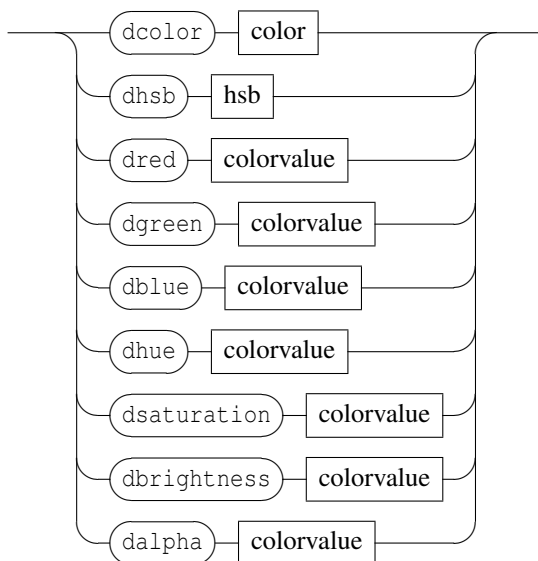 dcolor color
dhsb hsb
dred colorvalue
dgreen colorvalue
dblue colorvalue
dhue colorvalue
dsaturation colorvalue
dbrightness colorvalue
dalpha colorvalue